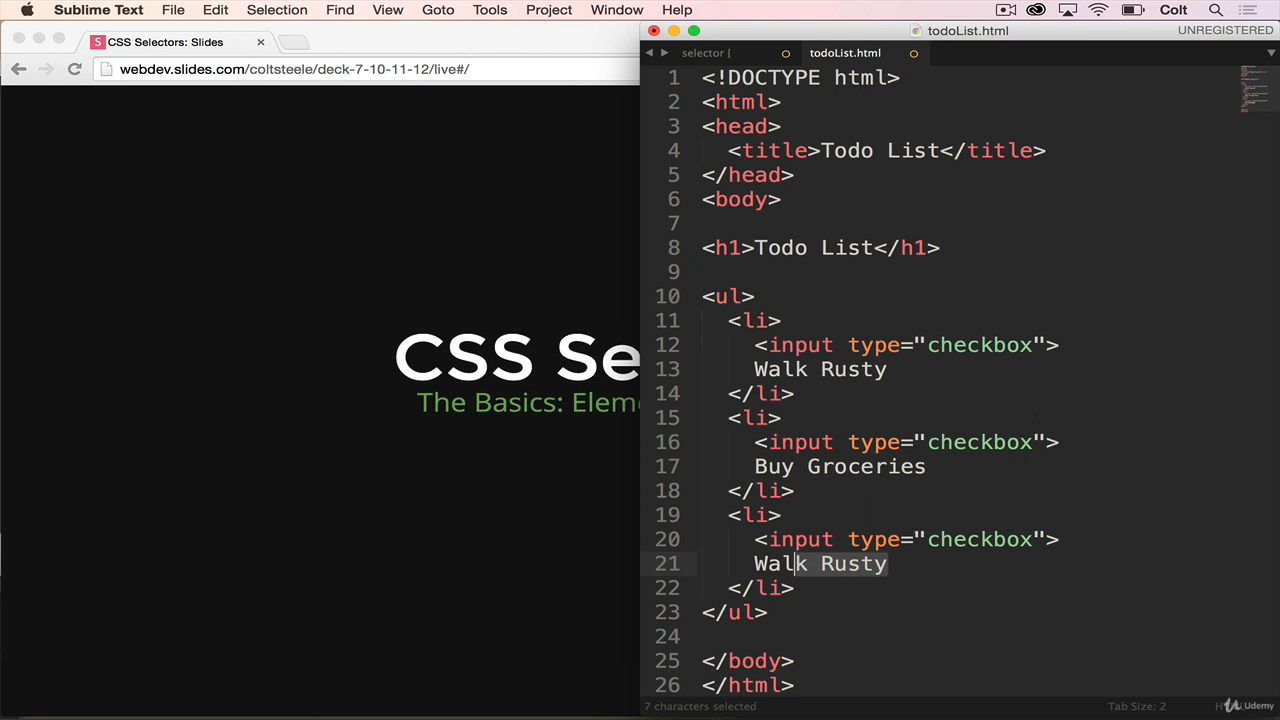 Sublime Text File Edit Selection Find View Goto Tools Project Window Help Colt
CSS Selectors: Slides
webdev.slides.com/coltsteele/deck-7-10-11-12/live#/
CSS Se
The Basics: Eleme
todoList.html UNREGISTERED
selector { todoList.html
1 <!DOCTYPE html>
2 <html>
3 <head>
4 <title>Todo List</title>
5 </head>
6 <body>
7
8 <h1>Todo List</h1>
9
10 <ul>
11 <li>
12 <input type="checkbox">
13 Walk Rusty
14 </li>
15 <li>
16 <input type="checkbox">
17 Buy Groceries
18 </li>
19 <li>
20 <input type="checkbox">
21 Walk Rusty
22 </li>
23 </ul>
24
25 </body>
26 </html>
7 characters selected Tab Size: 2
Udemy